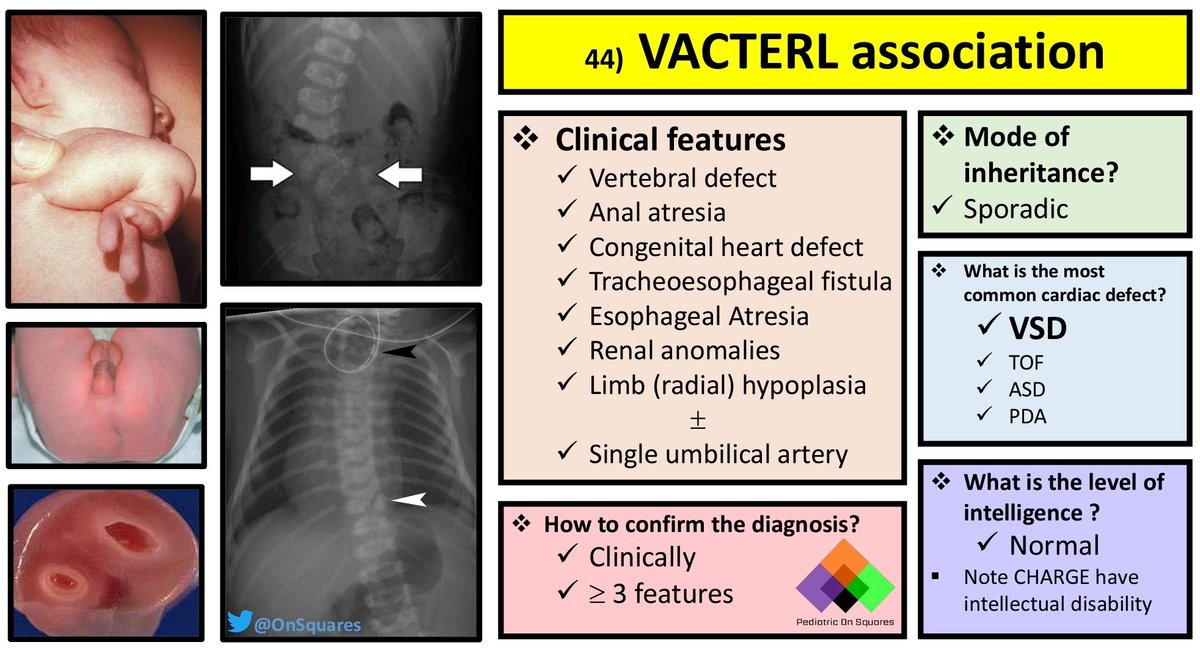 44) VACTERL association
❖ Clinical features
✓ Vertebral defect
✓ Anal atresia
✓ Congenital heart defect
✓ Tracheoesophageal fistula
✓ Esophageal Atresia
✓ Renal anomalies
✓ Limb (radial) hypoplasia
±
✓ Single umbilical artery
❖ How to confirm the diagnosis?
✓ Clinically
✓ ≥ 3 features
Pediatric On Squares
❖ Mode of
inheritance?
✓ Sporadic
❖ What is the most
common cardiac defect?
✓ VSD
✓ TOF
✓ ASD
✓ PDA
❖ What is the level of
intelligence ?
✓ Normal
▪ Note CHARGE have
intellectual disability
@OnSquares